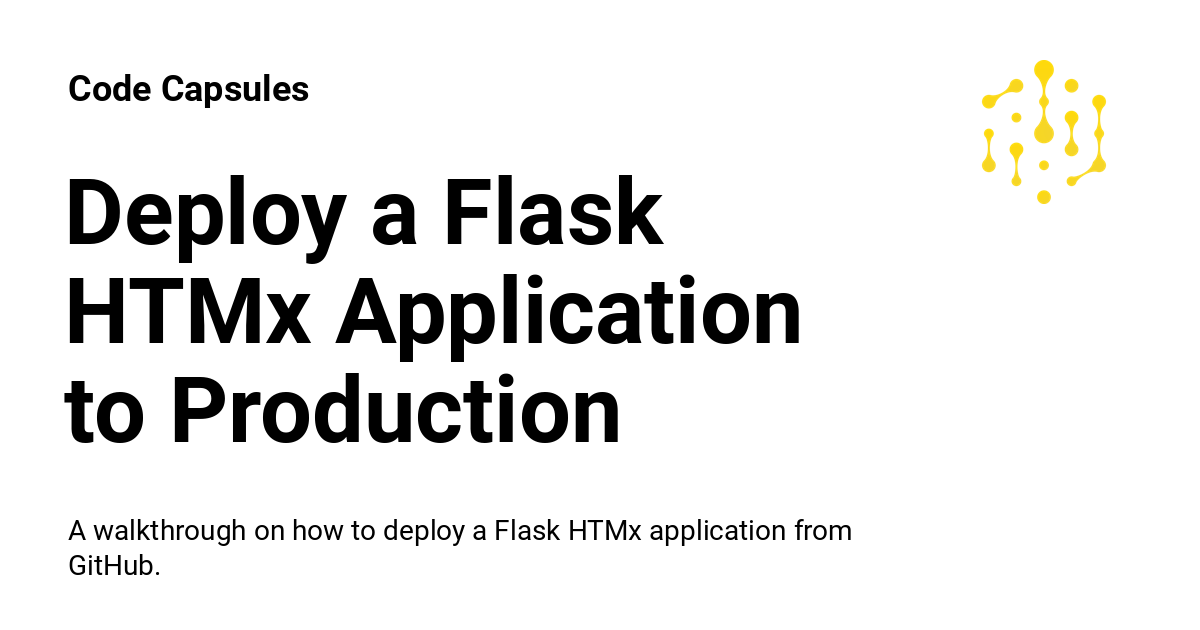 Code Capsules
Deploy a Flask
HTMx Application
to Production
A walkthrough on how to deploy a Flask HTMx application from
GitHub.